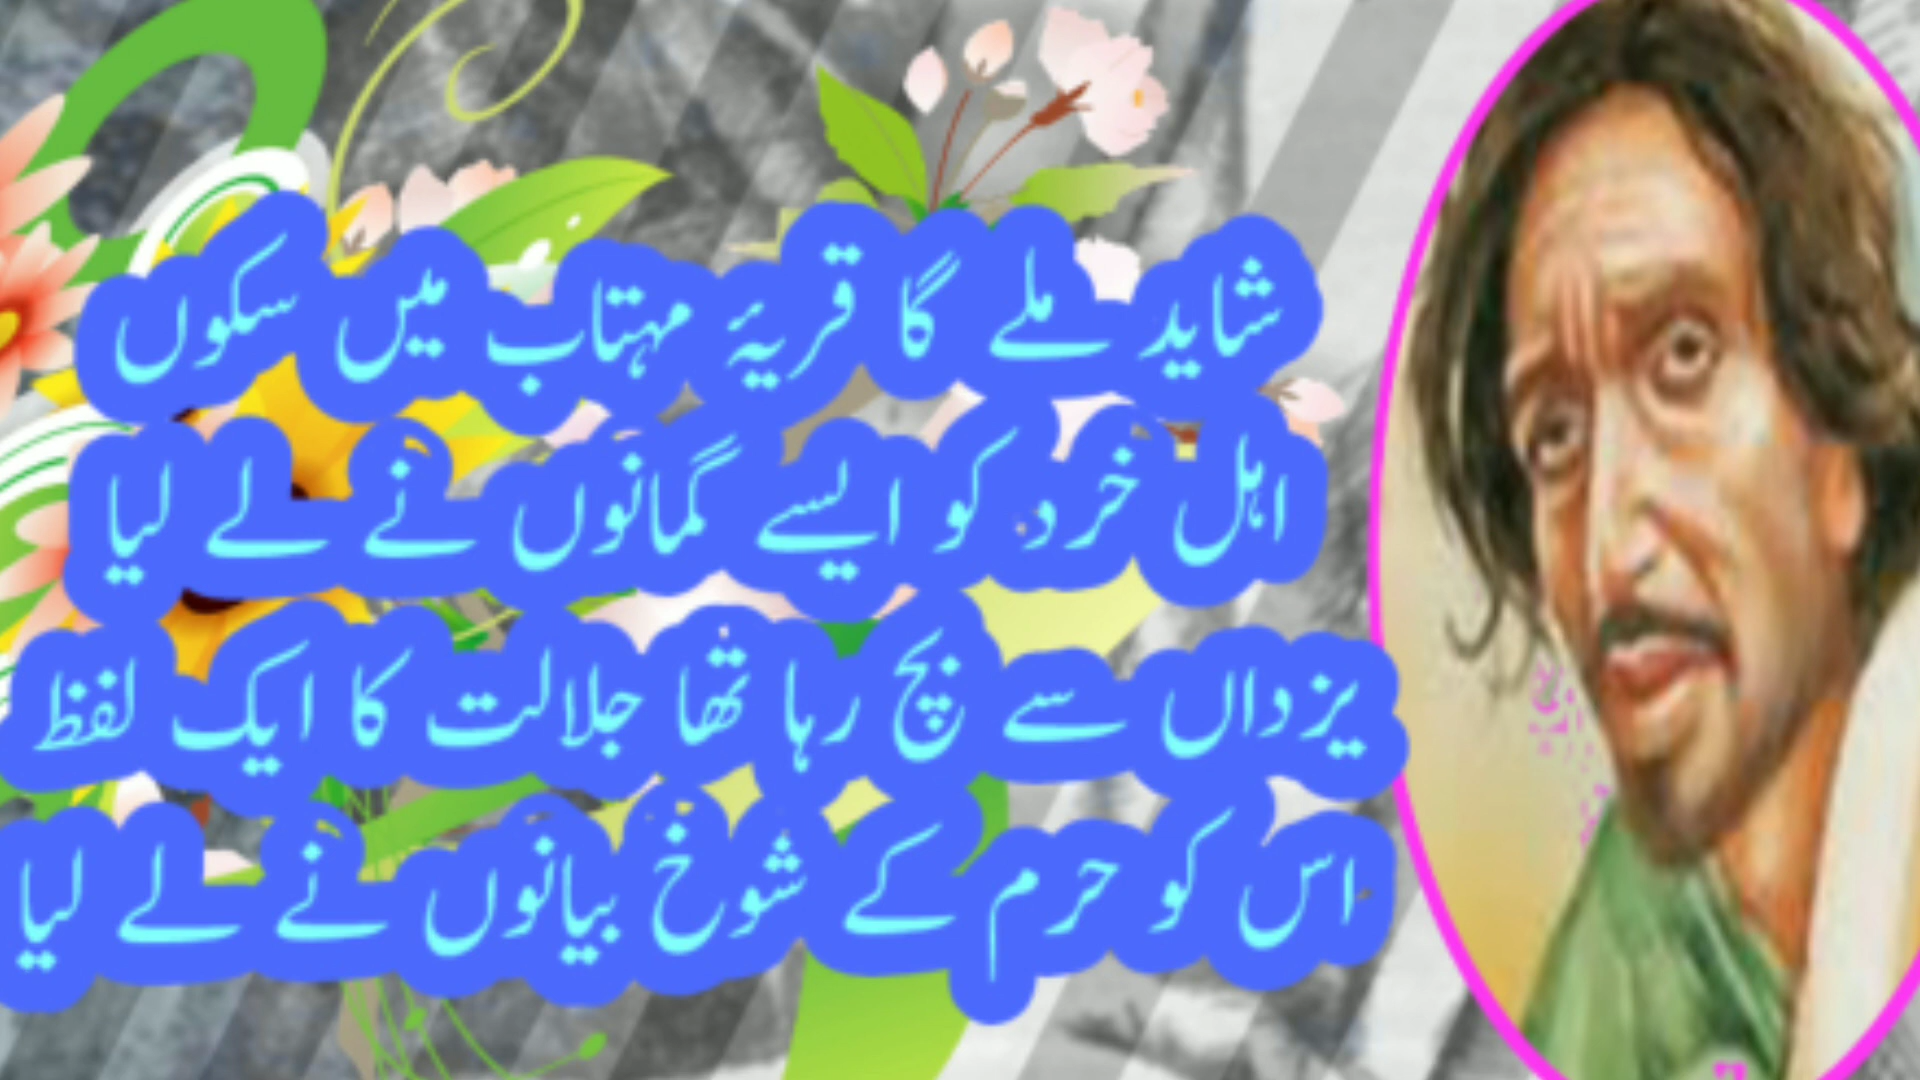 شاید ملے گا قریۂ مہتاب میں سکوں
اہل خرد کو ایسے گمانوں نے لے لیا
یزداں سے بچ رہا تھا جلالت کا ایک لفظ
اس کو حرم کے شوخ بیانوں نے لے لیا